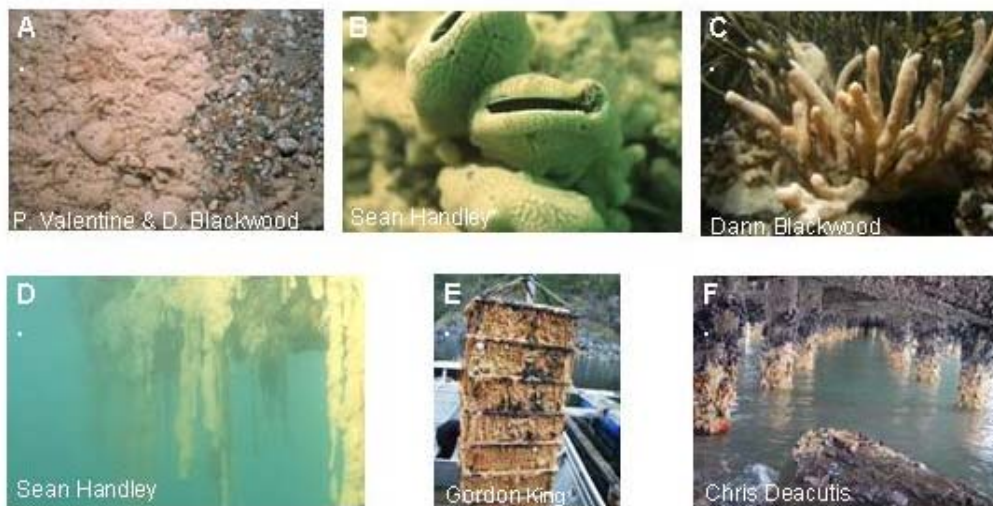 A
P. Valentine & D. Blackwood
B
Sean Handley
C
Dann Blackwood
D
Sean Handley
E
Gordon King
F
Chris Deacutis